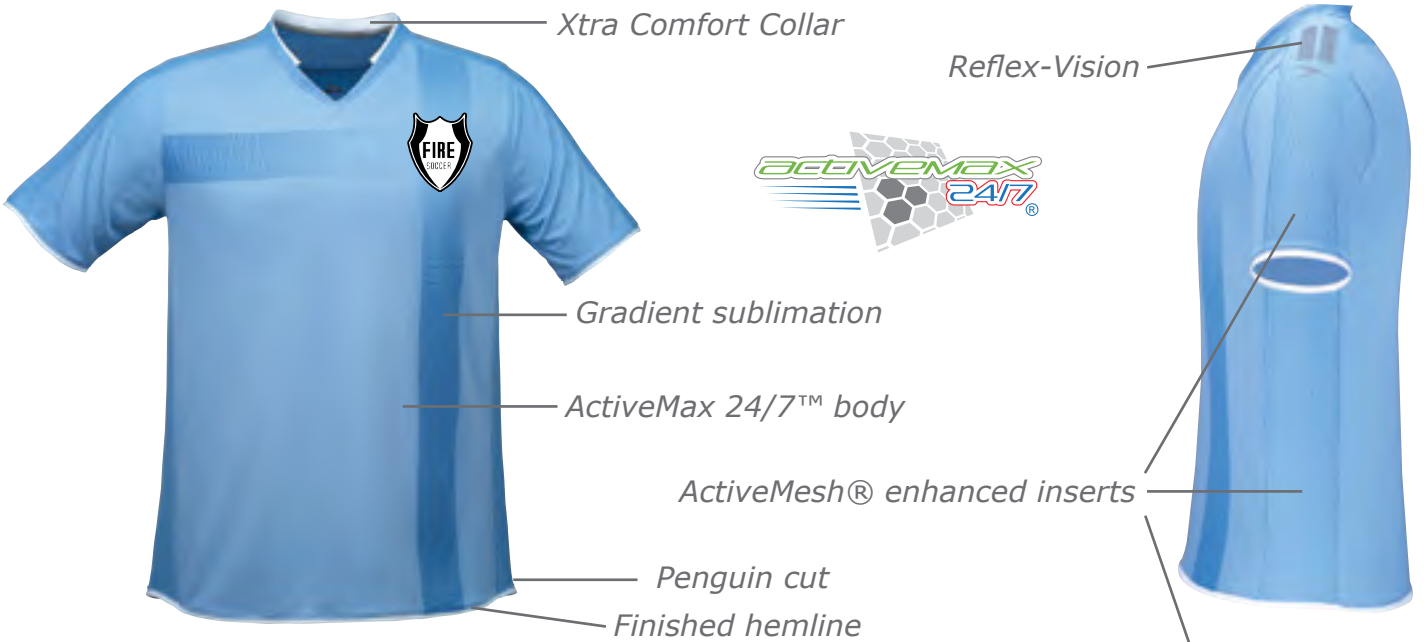 Xtra Comfort Collar
Reflex-Vision
FIRE
SOCCER
activemax
24/7
®
Gradient sublimation
ActiveMax 24/7™ body
ActiveMesh® enhanced inserts
Penguin cut
Finished hemline